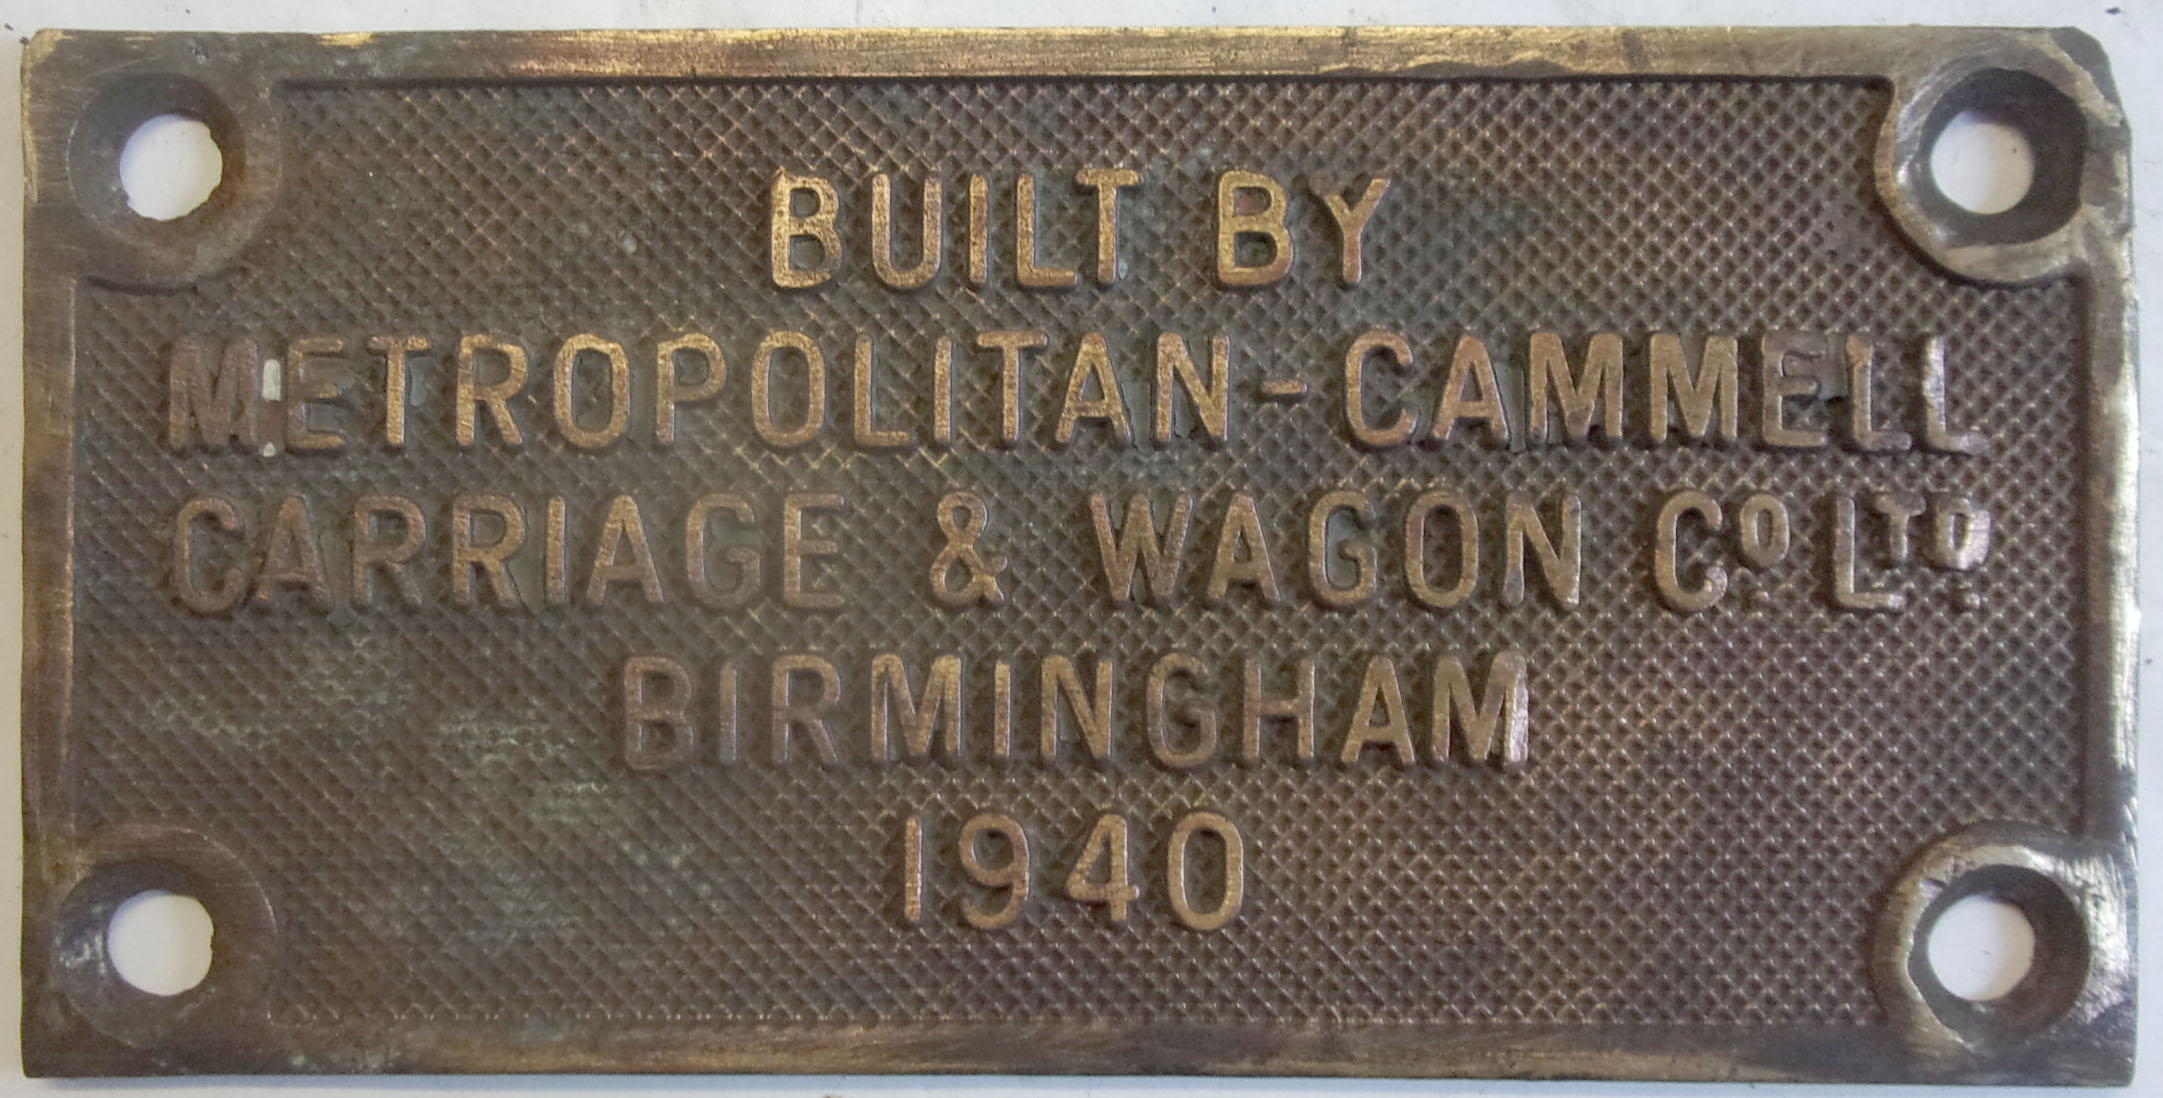 BUILT BY
METROPOLITAN-CAMMELL
CARRIAGE & WAGON CO. LTD.
BIRMINGHAM
1940